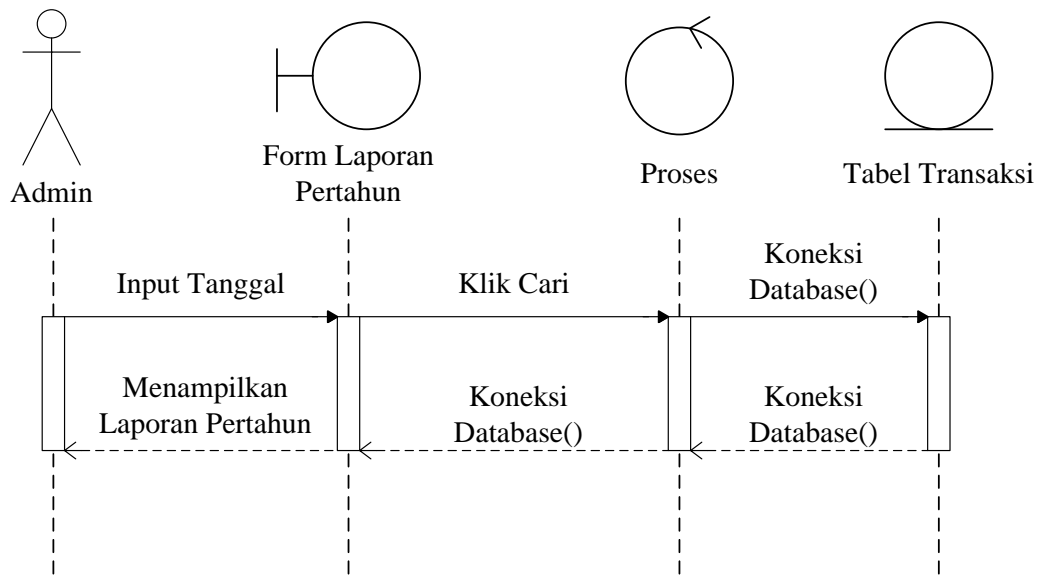 Admin
Form Laporan
Pertahun
Proses
Tabel Transaksi
Input Tanggal
Klik Cari
Koneksi
Database()
Menampilkan
Laporan Pertahun
Koneksi
Database()
Koneksi
Database()